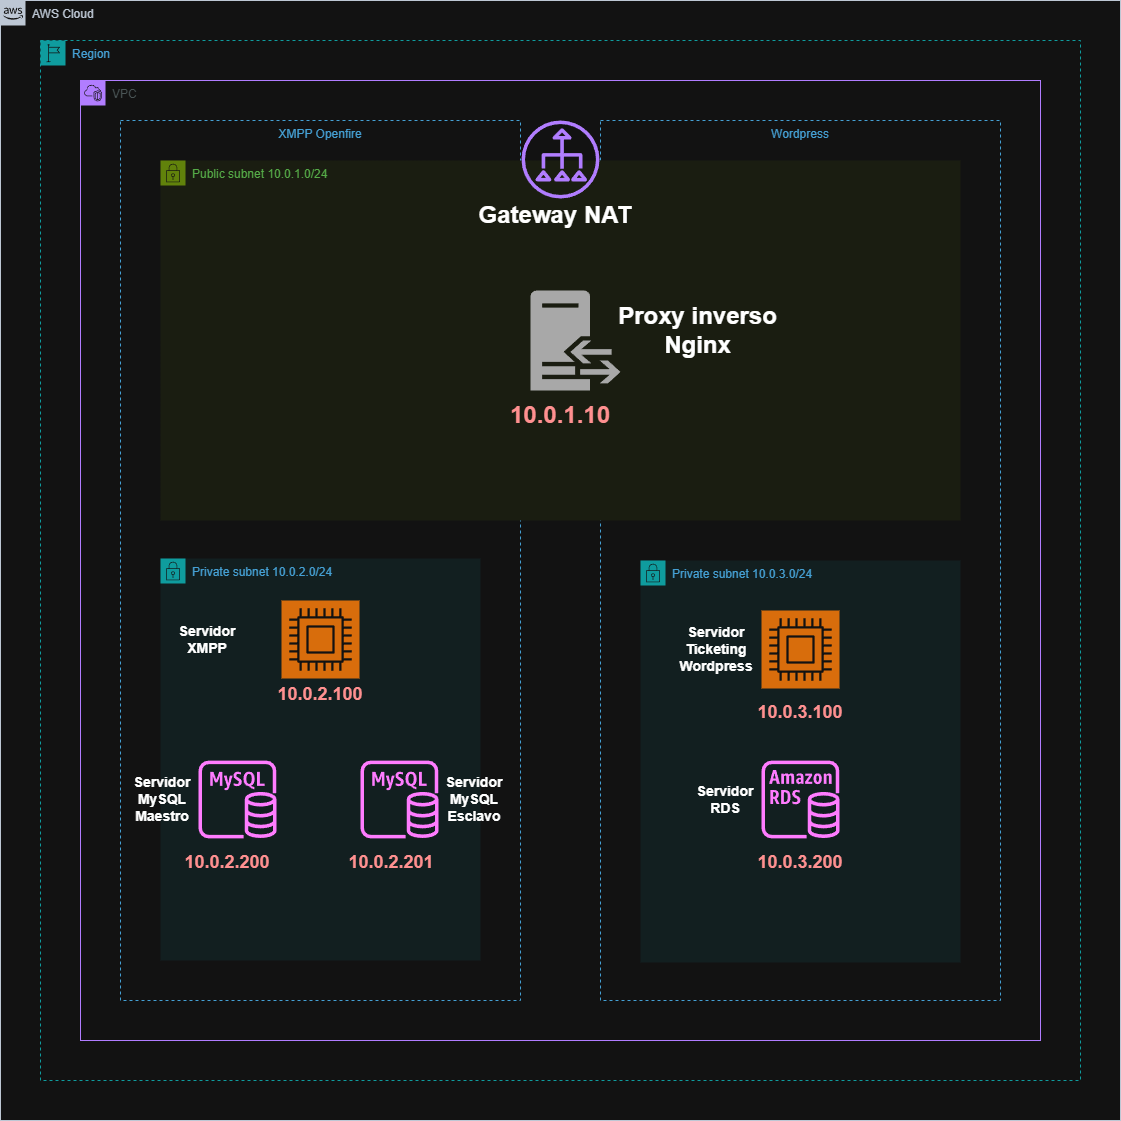 aws
AWS Cloud
Region
VPC
XMPP Openfire
Wordpress
Public subnet 10.0.1.0/24
Gateway NAT
Proxy inverso
Nginx
10.0.1.10
Private subnet 10.0.2.0/24
Servidor
XMPP
10.0.2.100
Servidor
MySQL
Maestro
MySQL
10.0.2.200
MySQL
Servidor
MySQL
Esclavo
10.0.2.201
Private subnet 10.0.3.0/24
Servidor
Ticketing
Wordpress
10.0.3.100
Servidor
RDS
Amazon
RDS
10.0.3.200